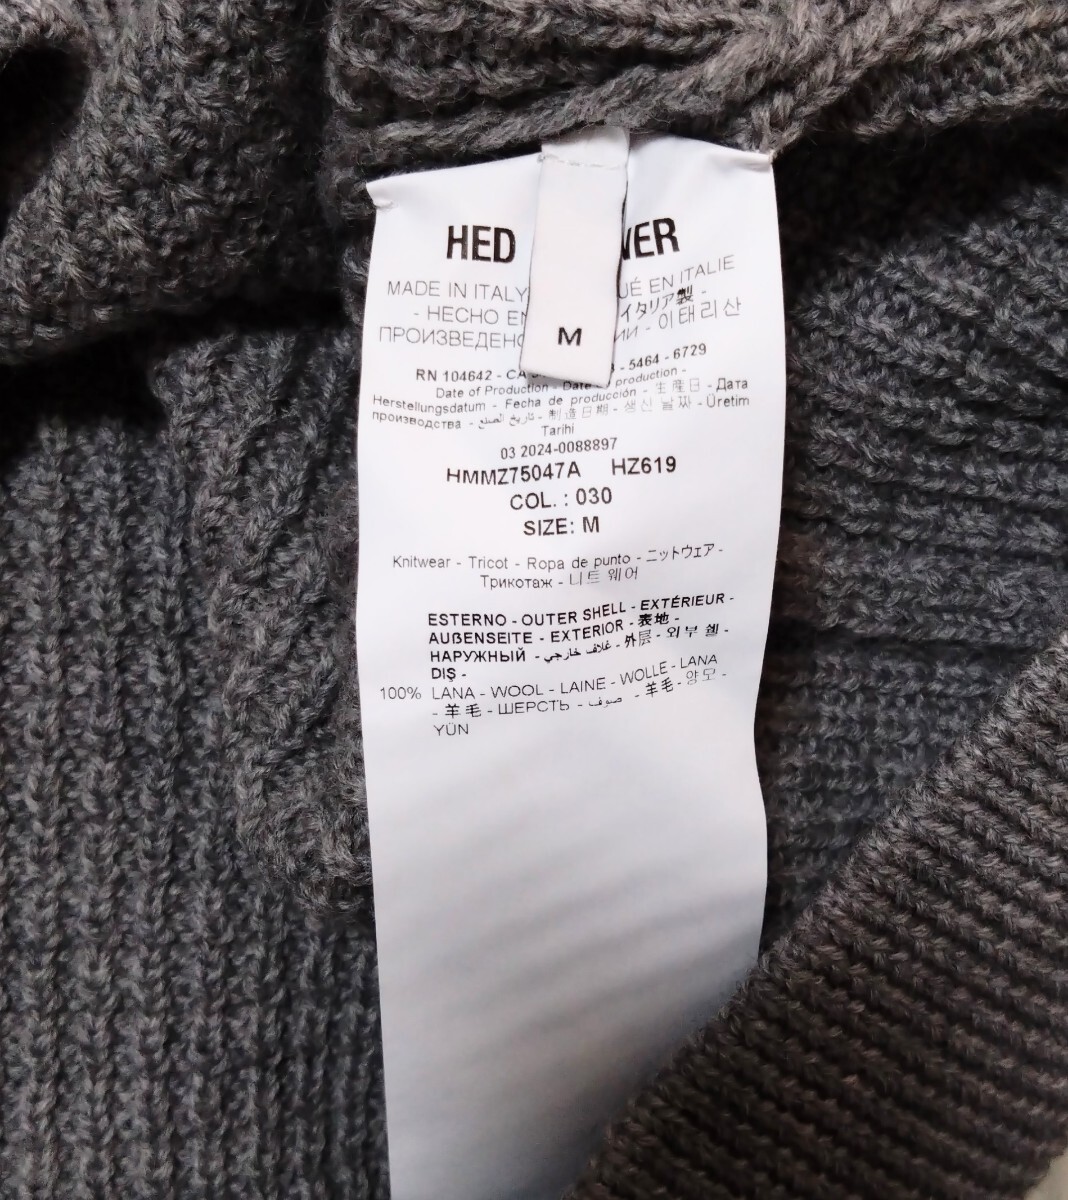 HED
MADE IN ITALY UÉ EN ITALIE
- HECHO イタリア製 -
- 이태리산
M
RN 104642 - - 5464 - 6729
Date of Production - Date production - 生産日 - Дата
Herstellungsdatum - Fecha de producción - 생산 날짜 - Üretim
производства - تاريخ الصنع - 制造日期 -
Tarihi
03 2024-0088897
HMMZ75047A HZ619
COL. : 030
SIZE: M
Knitwear - Tricot - Ropa de punto - ニットウェア -
Трикотаж - 니트 웨어
ESTERNO - OUTER SHELL - EXTÉRIEUR -
AUßENSEITE - EXTERIOR - 表地 -
НАРУЖНЫЙ - غلاف خارجي - 外层 - 외부 쉘 -
DIŞ -
100% LANA - WOOL - LAINE - WOLLE - LANA
- 羊毛 - ШЕРСТЬ - صوف - 羊毛 - 양모 -
YÜN